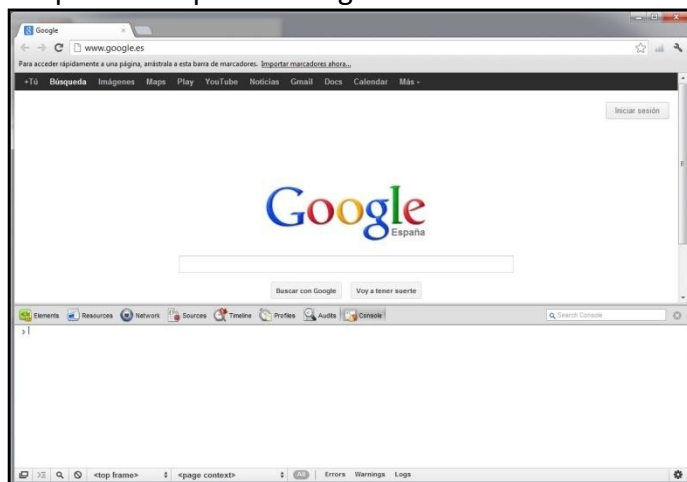 Google
www.google.es
Para acceder rápidamente a una página, arrástrala a esta barra de marcadores. Importar marcadores ahora...
+Tú Búsqueda Imágenes Maps Play YouTube Noticias Gmail Docs Calendar Más
Iniciar sesión
Google
España
Buscar con Google Voy a tener suerte
Elements Resources Network Sources Timeline Profiles Audits Console Search Console
>
<top frame> <page context> All Errors Warnings Logs